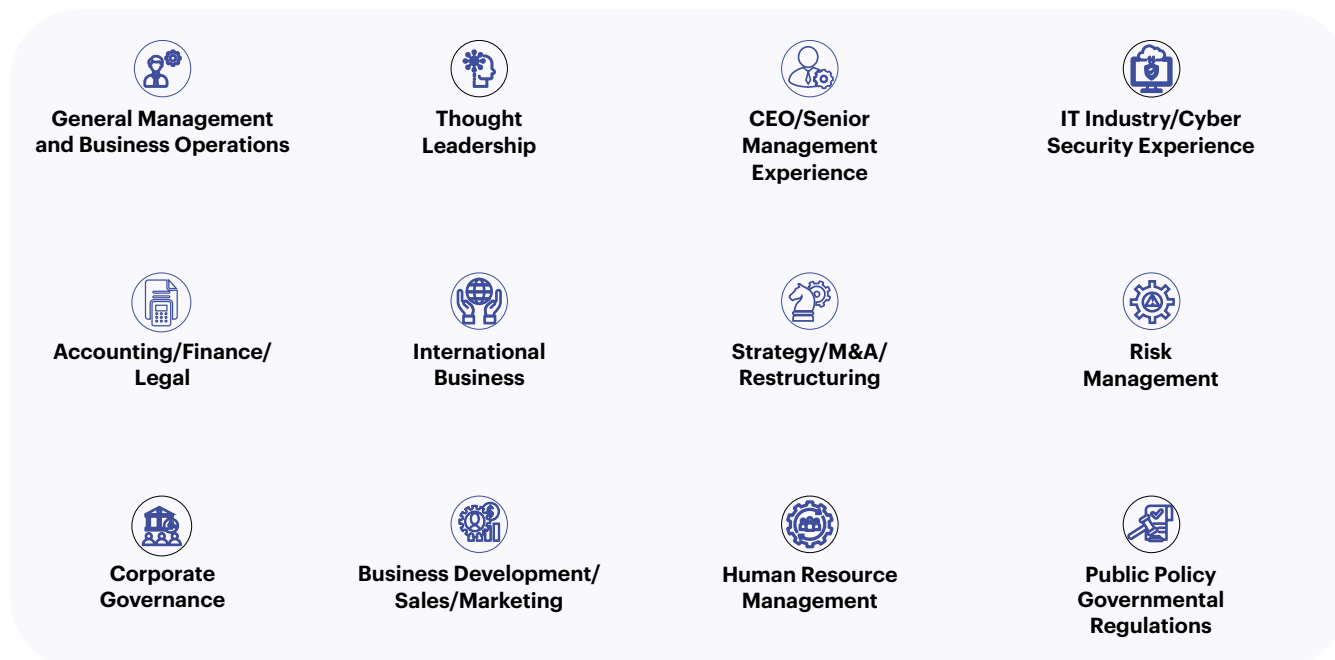 General Management
and Business Operations
Thought
Leadership
CEO/Senior
Management
Experience
IT Industry/Cyber
Security Experience
Accounting/Finance/
Legal
International
Business
Strategy/M&A/
Restructuring
Risk
Management
Corporate
Governance
Business Development/
Sales/Marketing
Human Resource
Management
Public Policy
Governmental
Regulations